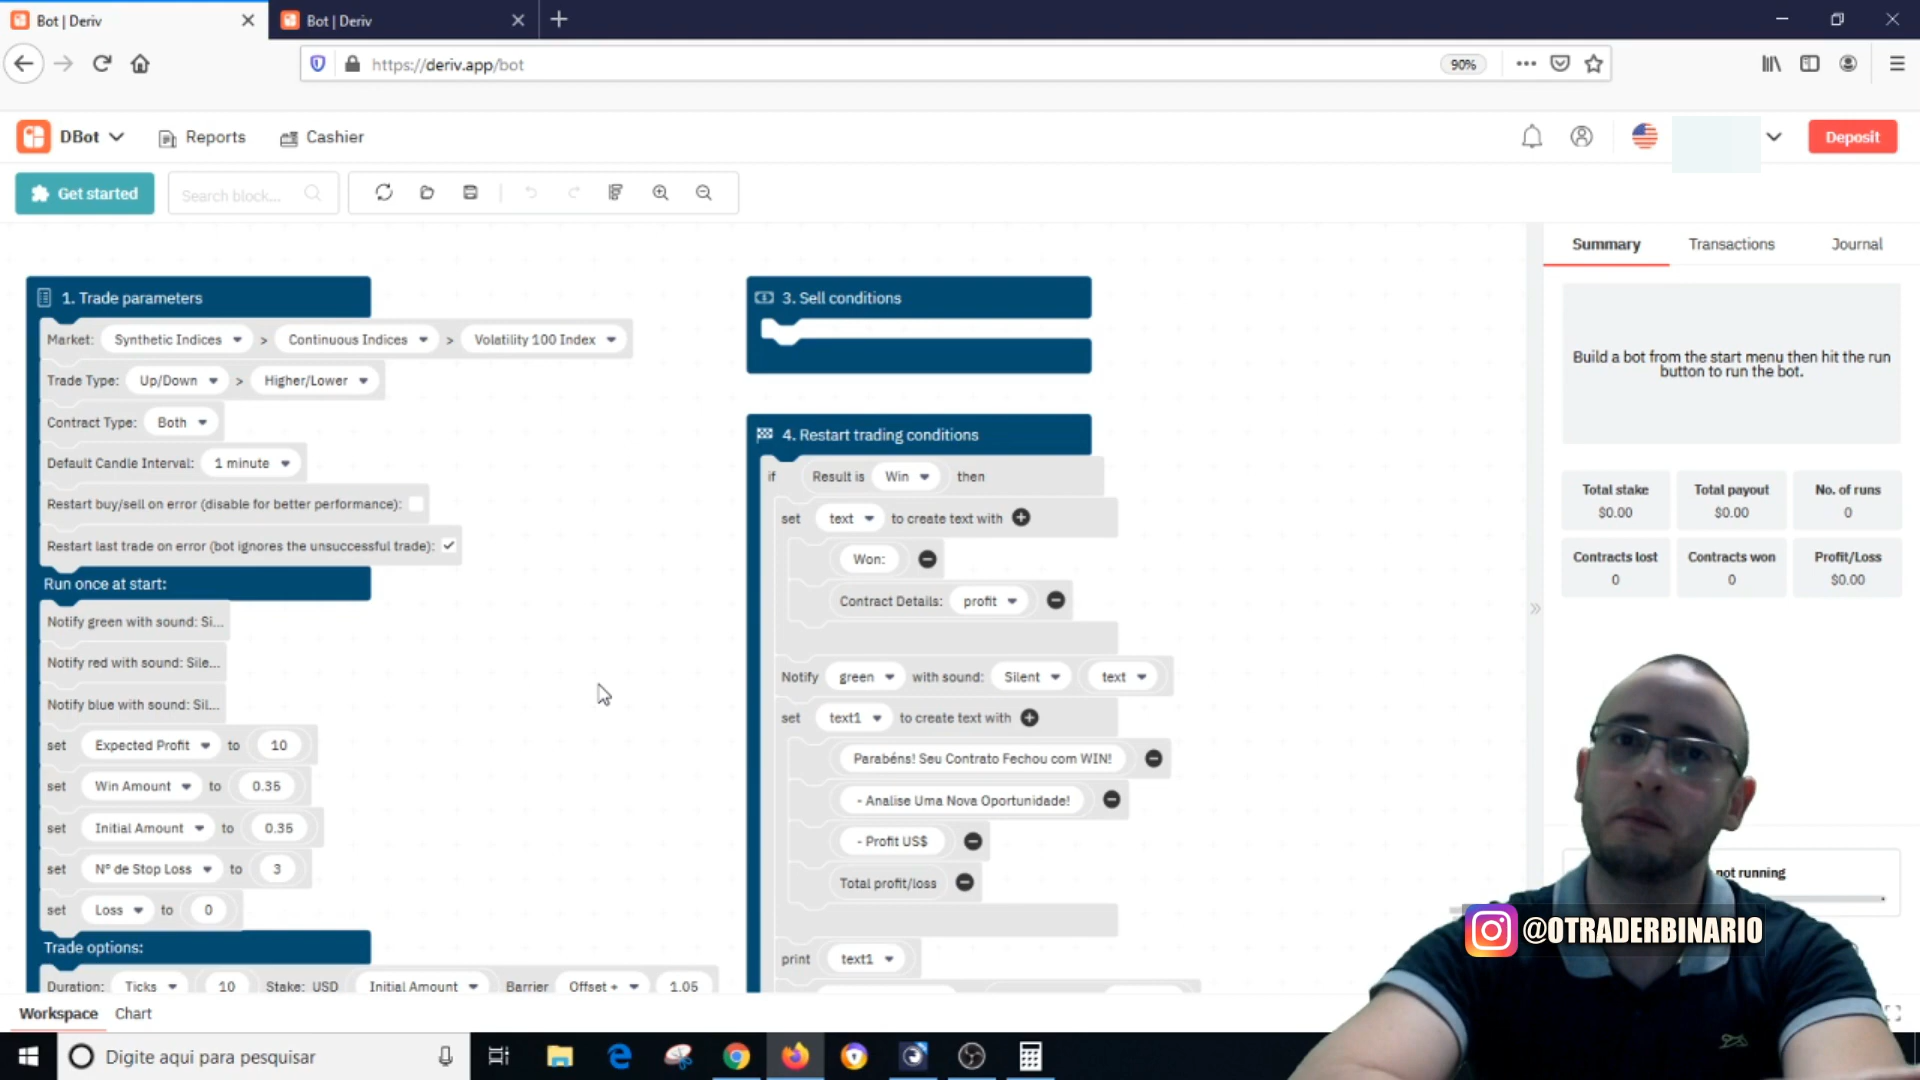 Bot | Deriv
Bot | Deriv
https://deriv.app/bot
90%
DBot
Reports
Cashier
Deposit
Get started
Search block...
1. Trade parameters
Market: Synthetic Indices > Continuous Indices > Volatility 100 Index
Trade Type: Up/Down > Higher/Lower
Contract Type: Both
Default Candle Interval: 1 minute
Restart buy/sell on error (disable for better performance):
Restart last trade on error (bot ignores the unsuccessful trade):
Run once at start:
Notify green with sound: Si...
Notify red with sound: Sile...
Notify blue with sound: Sil...
set Expected Profit to 10
set Win Amount to 0.35
set Initial Amount to 0.35
set Nº de Stop Loss to 3
set Loss to 0
Trade options:
Duration: Ticks 10 Stake: USD Initial Amount Barrier Offset + 1.05
3. Sell conditions
4. Restart trading conditions
if Result is Win then
set text to create text with
Won:
Contract Details: profit
Notify green with sound: Silent text
set text1 to create text with
Parabéns! Seu Contrato Fechou com WIN!
- Analise Uma Nova Oportunidade!
- Profit US$
Total profit/loss
print text1
Summary
Transactions
Journal
Build a bot from the start menu then hit the run
button to run the bot.
Total stake
$0.00
Total payout
$0.00
No. of runs
0
Contracts lost
0
Contracts won
0
Profit/Loss
$0.00
not running
@OTRADERBINARIO
Workspace
Chart
Digite aqui para pesquisar